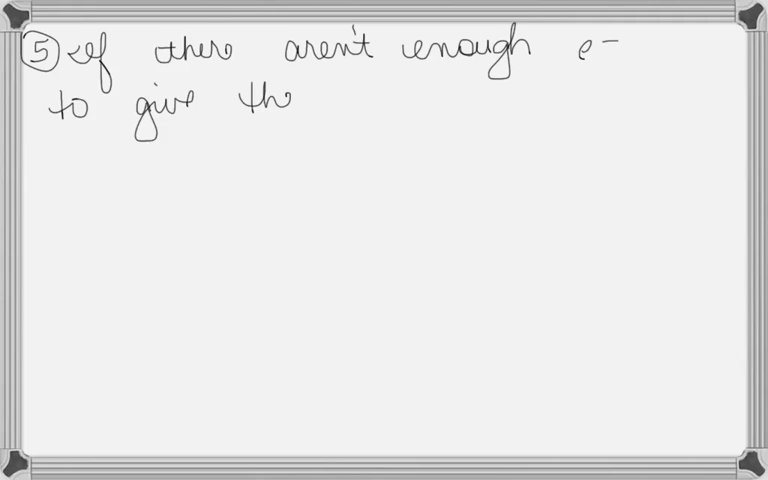 ⑤ If there aren't enough e-
to give the